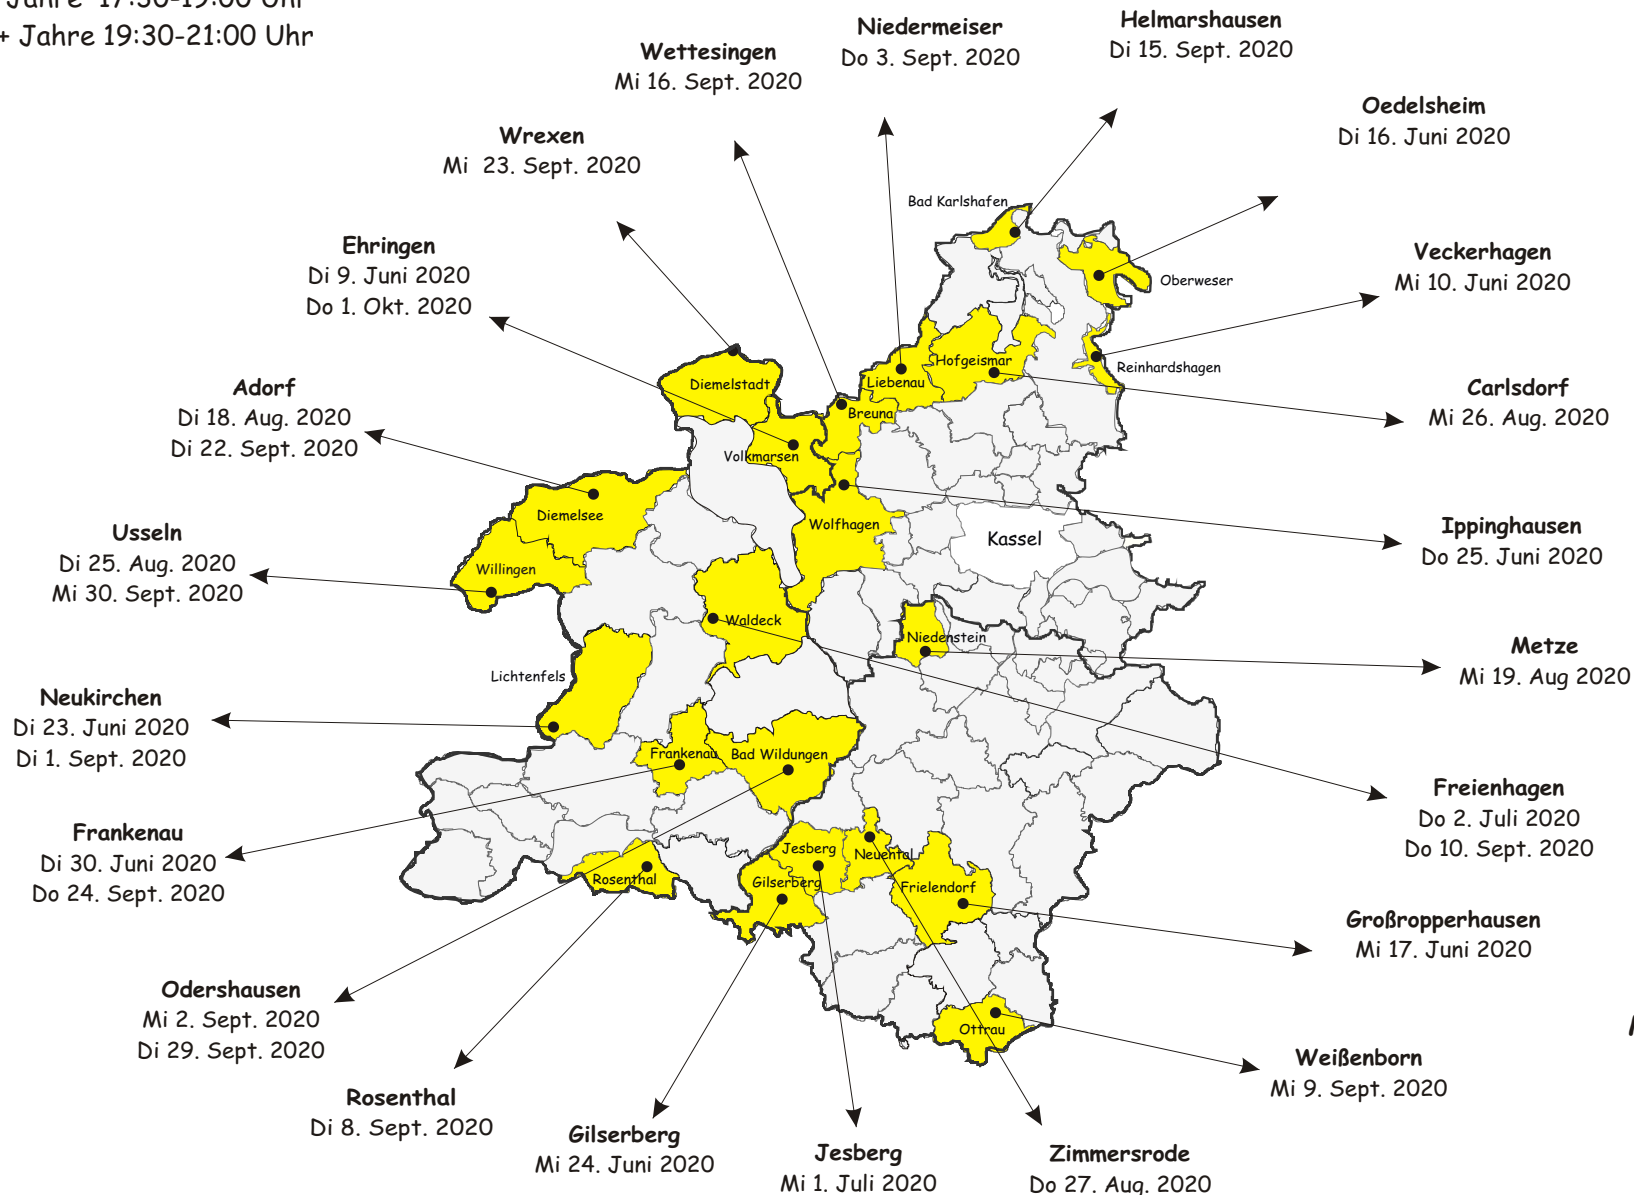 Jahre 17:30-19:00 Uhr
+ Jahre 19:30-21:00 Uhr
Niedermeiser
Do 3. Sept. 2020
Helmarshausen
Di 15. Sept. 2020
Wettesingen
Mi 16. Sept. 2020
Oedelsheim
Di 16. Juni 2020
Wrexen
Mi 23. Sept. 2020
Bad Karlshafen
Ehringen
Di 9. Juni 2020
Do 1. Okt. 2020
Veckerhagen
Mi 10. Juni 2020
Oberweser
Hofgeismar
Reinhardshagen
Diemelstadt
Liebenau
Breuna
Adorf
Di 18. Aug. 2020
Di 22. Sept. 2020
Carlsdorf
Mi 26. Aug. 2020
Volkmarsen
Diemelsee
Wolfhagen
Kassel
Usseln
Di 25. Aug. 2020
Mi 30. Sept. 2020
Willingen
Ippinghausen
Do 25. Juni 2020
Waldeck
Niedenstein
Metze
Mi 19. Aug 2020
Lichtenfels
Neukirchen
Di 23. Juni 2020
Di 1. Sept. 2020
Frankenau
Bad Wildungen
Freienhagen
Do 2. Juli 2020
Do 10. Sept. 2020
Frankenau
Di 30. Juni 2020
Do 24. Sept. 2020
Jesberg
Neuental
Rosenthal
Gilserberg
Frielendorf
Großropperhausen
Mi 17. Juni 2020
Odershausen
Mi 2. Sept. 2020
Di 29. Sept. 2020
Ottrau
Weißenborn
Mi 9. Sept. 2020
Rosenthal
Di 8. Sept. 2020
Gilserberg
Mi 24. Juni 2020
Jesberg
Mi 1. Juli 2020
Zimmersrode
Do 27. Aug. 2020